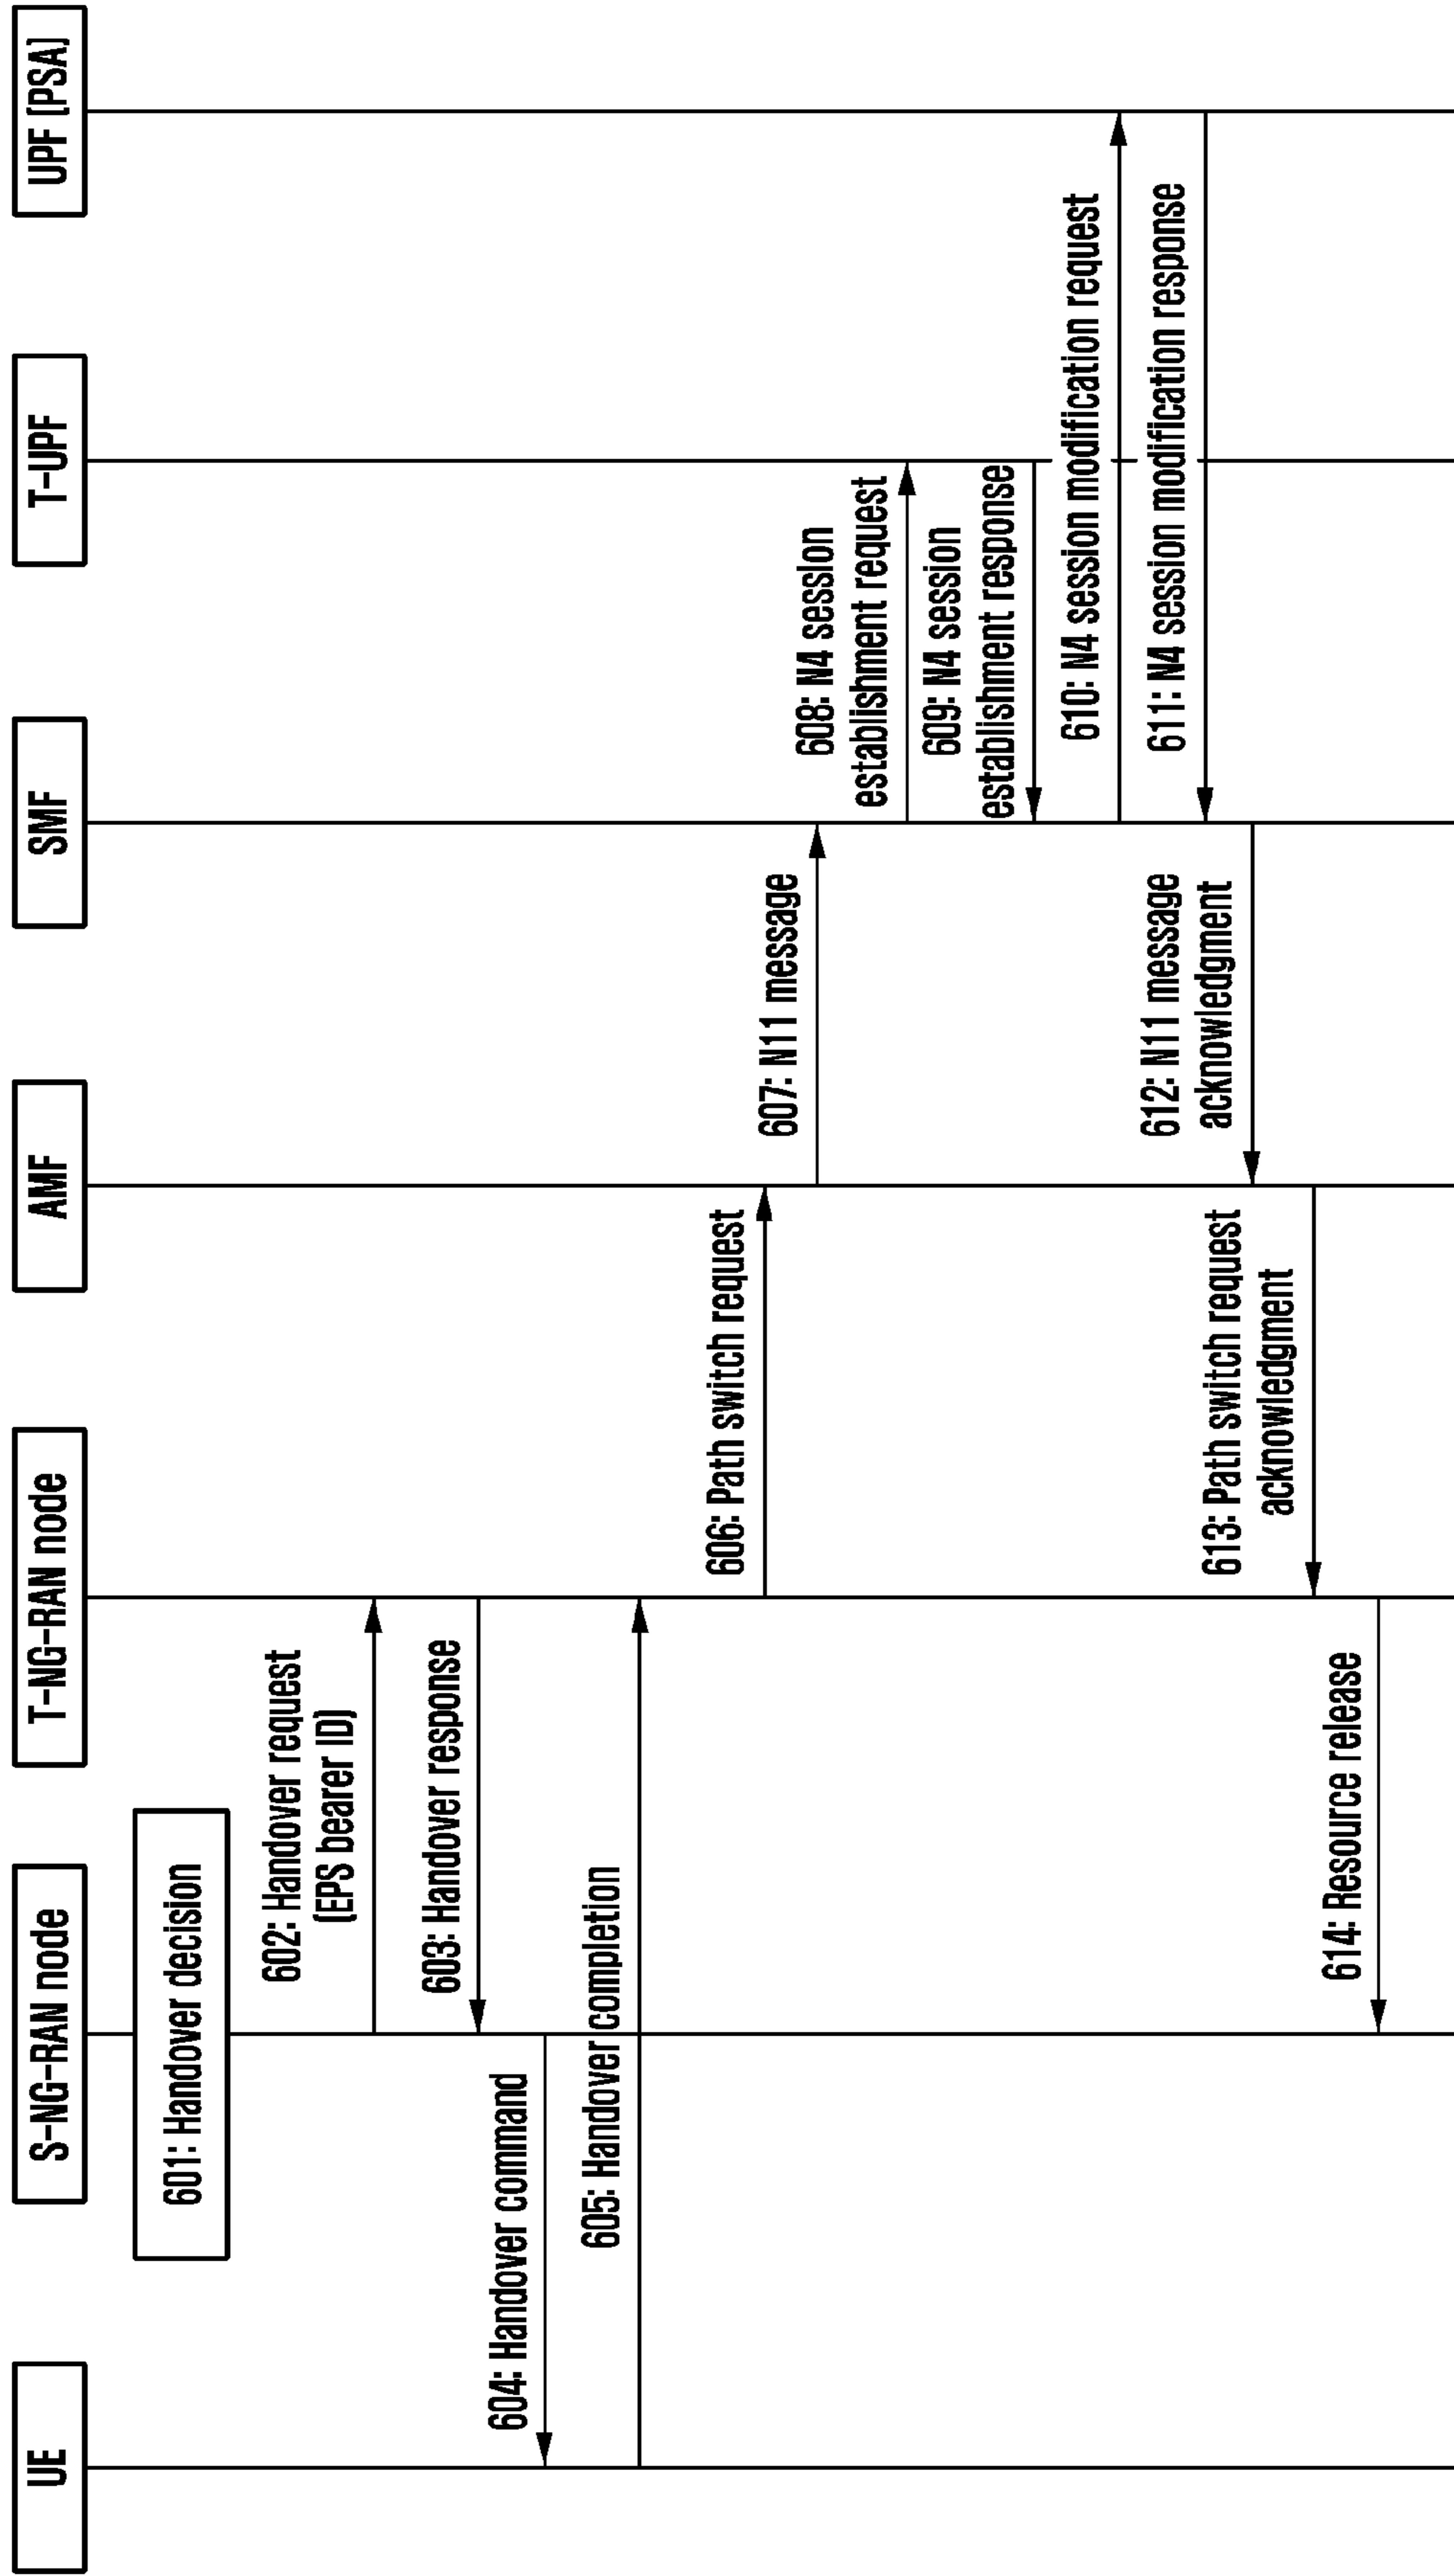 UE
S-NG-RAN node
T-NG-RAN node
AMF
SMF
T-UPF
UPF [PSA]
601: Handover decision
602: Handover request
(EPS bearer ID)
603: Handover response
604: Handover command
605: Handover completion
606: Path switch request
607: N11 message
608: N4 session
establishment request
609: N4 session
establishment response
610: N4 session modification request
611: N4 session modification response
612: N11 message
acknowledgment
613: Path switch request
acknowledgment
614: Resource release